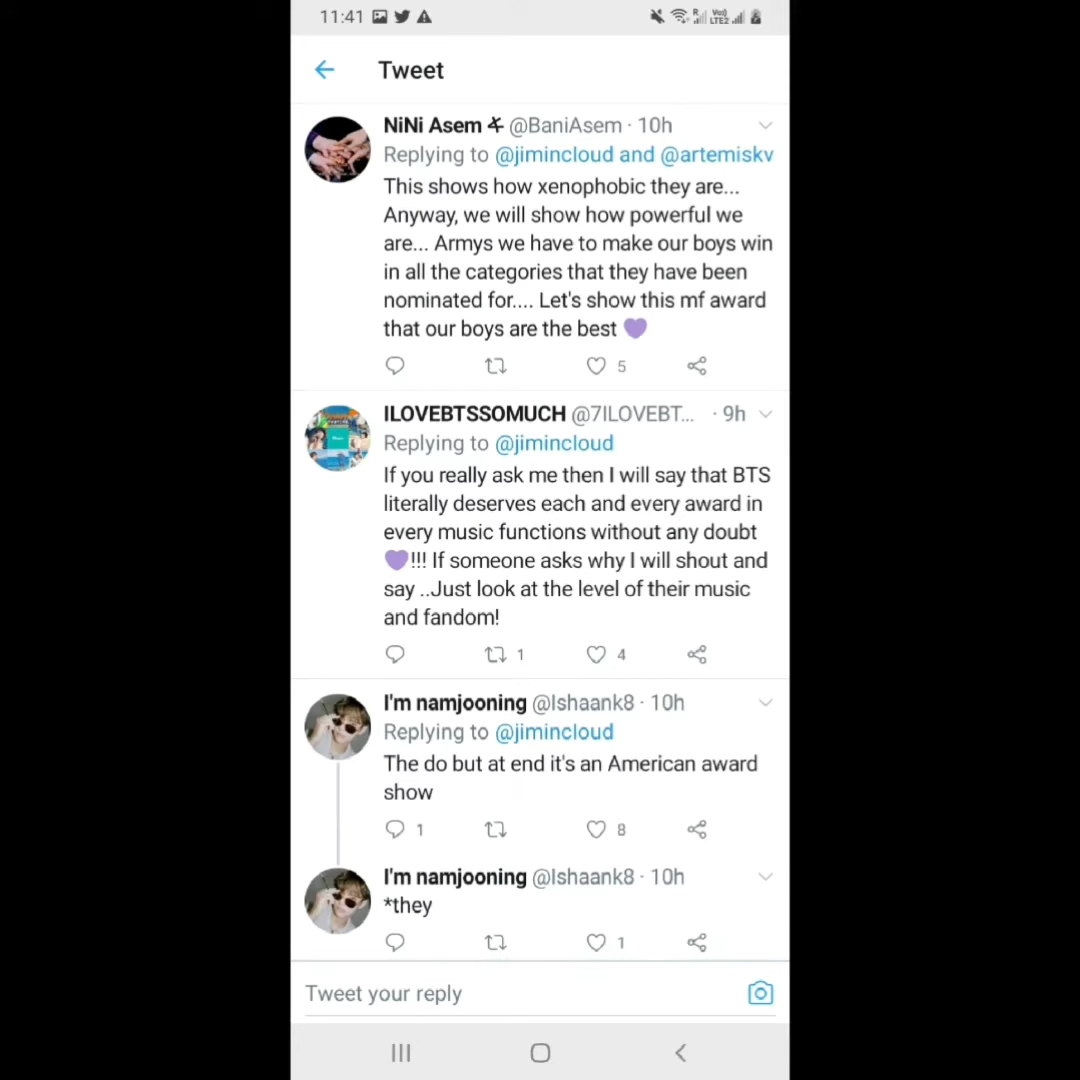 11:41
Vo))
R LTE2
Tweet
NiNi Asem @BaniAsem · 10h
Replying to @jimincloud and @artemiskv
This shows how xenophobic they are...
Anyway, we will show how powerful we
are... Armys we have to make our boys win
in all the categories that they have been
nominated for.... Let's show this mf award
that our boys are the best 💜
5
ILOVEBTSSOMUCH @7ILOVEBT... · 9h
Replying to @jimincloud
If you really ask me then I will say that BTS
literally deserves each and every award in
every music functions without any doubt
💜!!! If someone asks why I will shout and
say ..Just look at the level of their music
and fandom!
1 4
I'm namjooning @Ishaank8 · 10h
Replying to @jimincloud
The do but at end it's an American award
show
1 8
I'm namjooning @Ishaank8 · 10h
*they
1
Tweet your reply